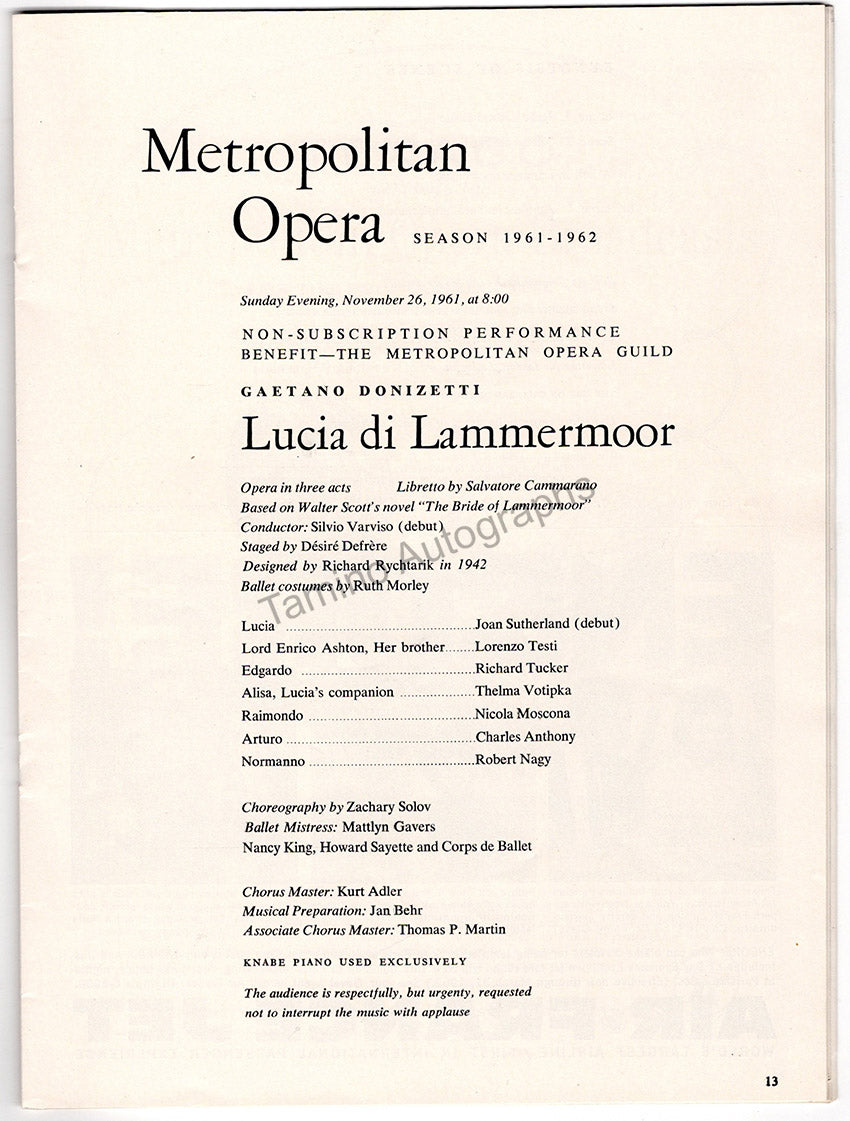 Metropolitan
Opera SEASON 1961-1962
Sunday Evening, November 26, 1961, at 8:00
NON-SUBSCRIPTION PERFORMANCE
BENEFIT—THE METROPOLITAN OPERA GUILD
GAETANO DONIZETTI
Lucia di Lammermoor
Opera in three acts Libretto by Salvatore Cammarano
Based on Walter Scott's novel "The Bride of Lammermoor"
Conductor: Silvio Varviso (debut)
Staged by Désiré Defrère
Designed by Richard Rychtarik in 1942
Ballet costumes by Ruth Morley
Tamino Autographs
Lucia ........................................Joan Sutherland (debut)
Lord Enrico Ashton, Her brother........Lorenzo Testi
Edgardo ........................................Richard Tucker
Alisa, Lucia's companion ..................Thelma Votipka
Raimondo ........................................Nicola Moscona
Arturo ........................................Charles Anthony
Normanno ........................................Robert Nagy
Choreography by Zachary Solov
Ballet Mistress: Mattlyn Gavers
Nancy King, Howard Sayette and Corps de Ballet
Chorus Master: Kurt Adler
Musical Preparation: Jan Behr
Associate Chorus Master: Thomas P. Martin
KNABE PIANO USED EXCLUSIVELY
The audience is respectfully, but urgenty, requested
not to interrupt the music with applause
13